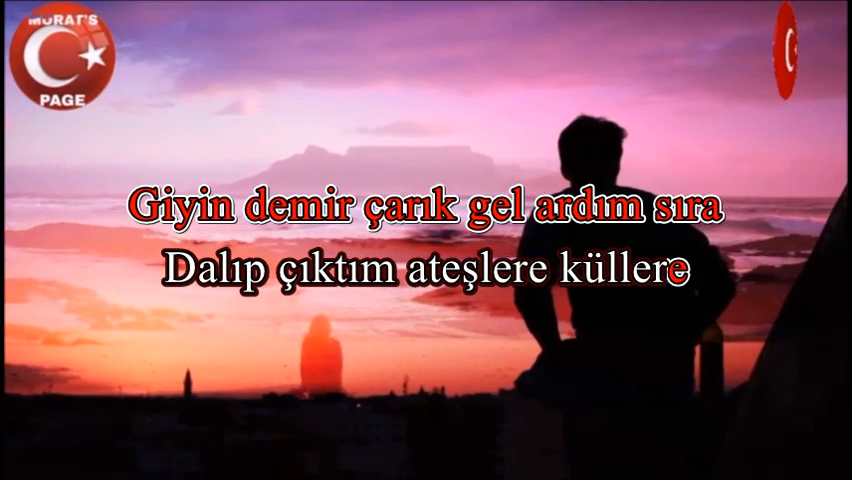 MURAT'S
PAGE
Giyin demir çarık gel ardım sıra
Dalıp çıktım ateşlere küllere